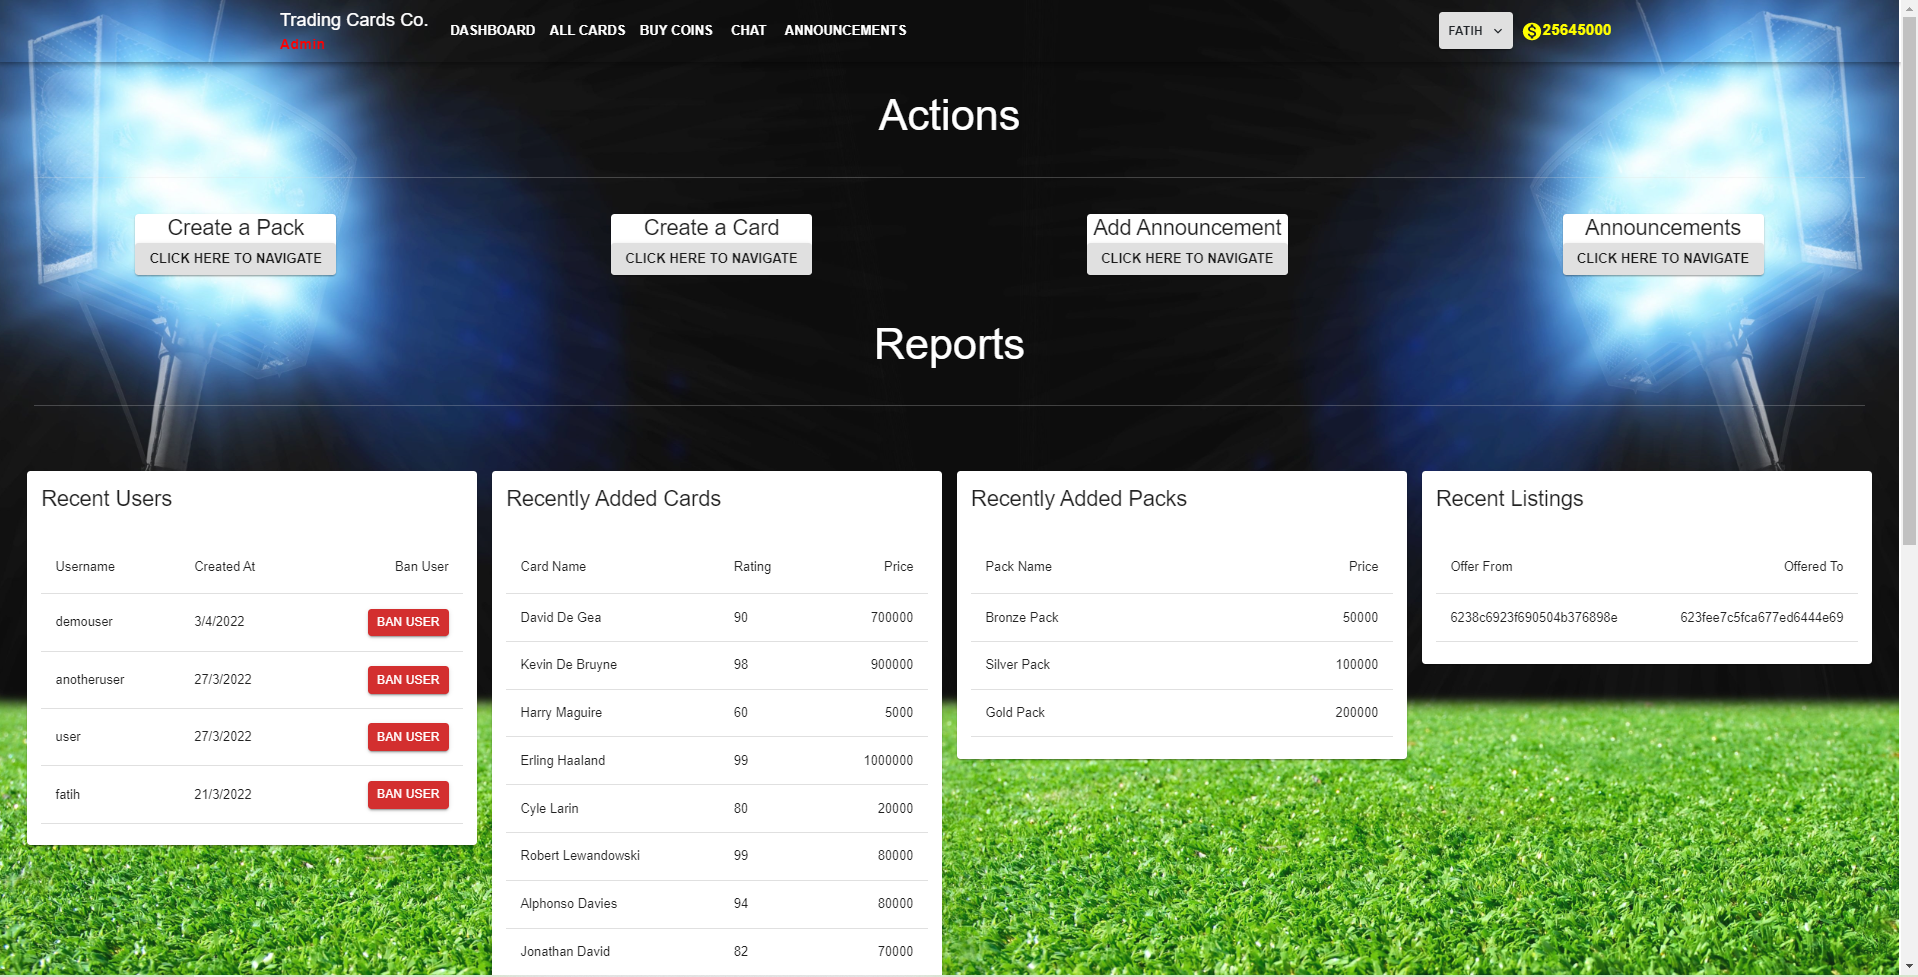 Trading Cards Co.
Admin
DASHBOARD ALL CARDS BUY COINS CHAT ANNOUNCEMENTS
FATIH
25645000
Actions
Create a Pack
CLICK HERE TO NAVIGATE
Create a Card
CLICK HERE TO NAVIGATE
Add Announcement
CLICK HERE TO NAVIGATE
Announcements
CLICK HERE TO NAVIGATE
Reports
Recent Users
Username Created At Ban User
demouser 3/4/2022 BAN USER
anotheruser 27/3/2022 BAN USER
user 27/3/2022 BAN USER
fatih 21/3/2022 BAN USER
Recently Added Cards
Card Name Rating Price
David De Gea 90 700000
Kevin De Bruyne 98 900000
Harry Maguire 60 5000
Erling Haaland 99 1000000
Cyle Larin 80 20000
Robert Lewandowski 99 80000
Alphonso Davies 94 80000
Jonathan David 82 70000
Recently Added Packs
Pack Name Price
Bronze Pack 50000
Silver Pack 100000
Gold Pack 200000
Recent Listings
Offer From Offered To
6238c6923f690504b376898e 623fee7c5fca677ed6444e69